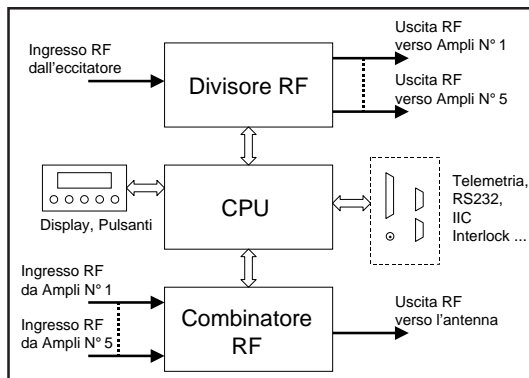 Ingresso RF
dall'eccitatore
Divisore RF
Uscita RF
verso Ampli N° 1
Uscita RF
verso Ampli N° 5
Display, Pulsanti
CPU
Telemetria,
RS232,
IIC
Interlock ...
Ingresso RF
da Ampli N° 1
Ingresso RF
da Ampli N° 5
Combinatore
RF
Uscita RF
verso l'antenna